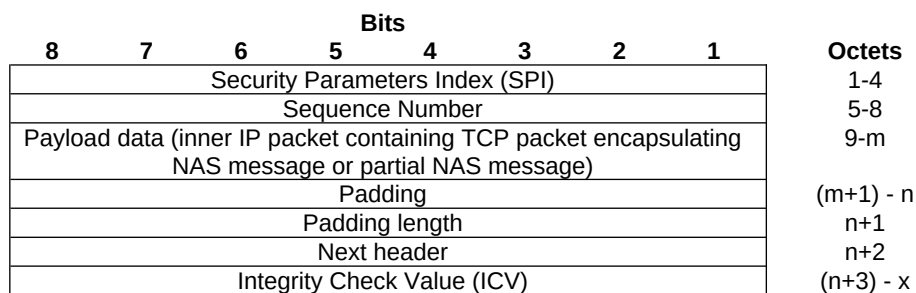 Bits
8 7 6 5 4 3 2 1 Octets
Security Parameters Index (SPI) 1-4
Sequence Number 5-8
Payload data (inner IP packet containing TCP packet encapsulating 9-m
NAS message or partial NAS message)
Padding (m+1) - n
Padding length n+1
Next header n+2
Integrity Check Value (ICV) (n+3) - x